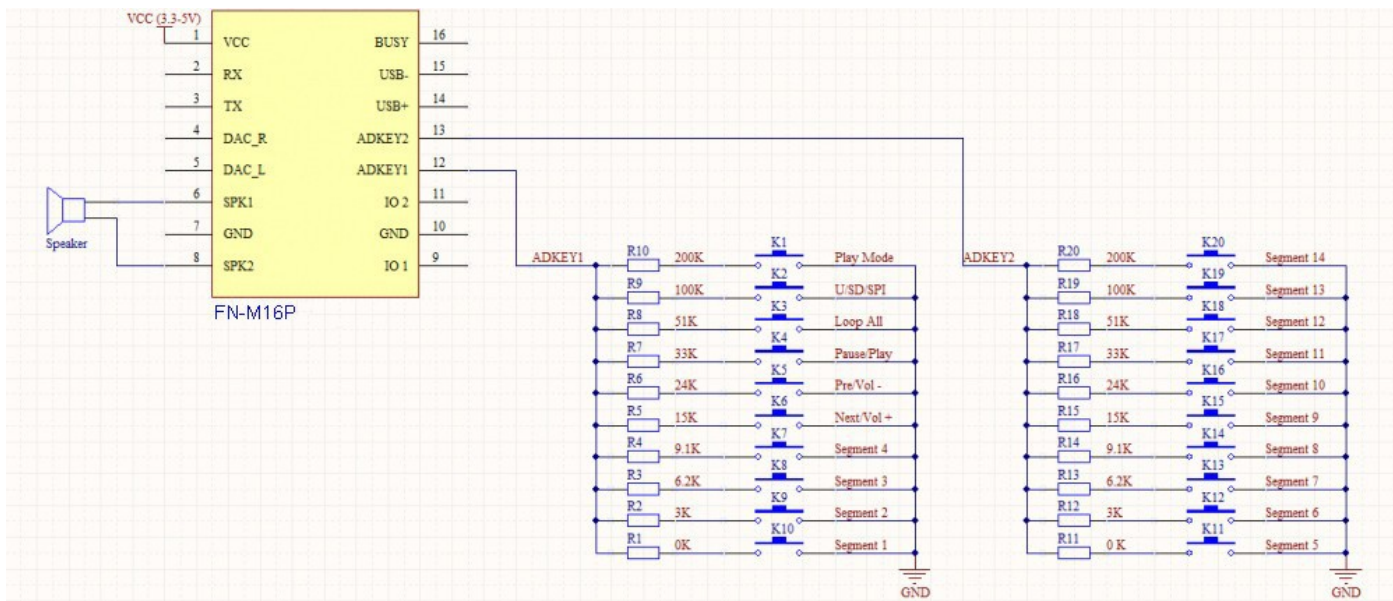 VCC (3.3-5V)
1 VCC BUSY 16
2 RX USB- 15
3 TX USB+ 14
4 DAC_R ADKEY2 13
5 DAC_L ADKEY1 12
6 SPK1 IO 2 11
7 GND GND 10
8 SPK2 IO 1 9
Speaker
FN-M16P
ADKEY1 R10 200K K1 Play Mode ADKEY2 R20 200K K20 Segment 14
R9 100K K2 U/SD/SPI R19 100K K19 Segment 13
R8 51K K3 Loop All R18 51K K18 Segment 12
R7 33K K4 Pause/Play R17 33K K17 Segment 11
R6 24K K5 Pre/Vol - R16 24K K16 Segment 10
R5 15K K6 Next/Vol + R15 15K K15 Segment 9
R4 9.1K K7 Segment 4 R14 9.1K K14 Segment 8
R3 6.2K K8 Segment 3 R13 6.2K K13 Segment 7
R2 3K K9 Segment 2 R12 3K K12 Segment 6
R1 0K K10 Segment 1 R11 0 K K11 Segment 5
GND GND